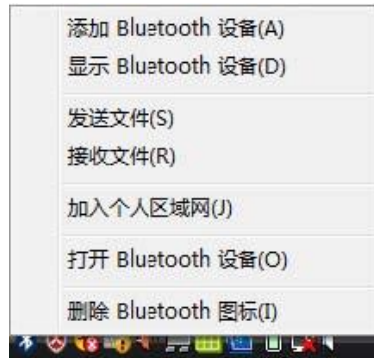 添加 Bluetooth 设备(A)
显示 Bluetooth 设备(D)
发送文件(S)
接收文件(R)
加入个人区域网(J)
打开 Bluetooth 设备(O)
删除 Bluetooth 图标(I)